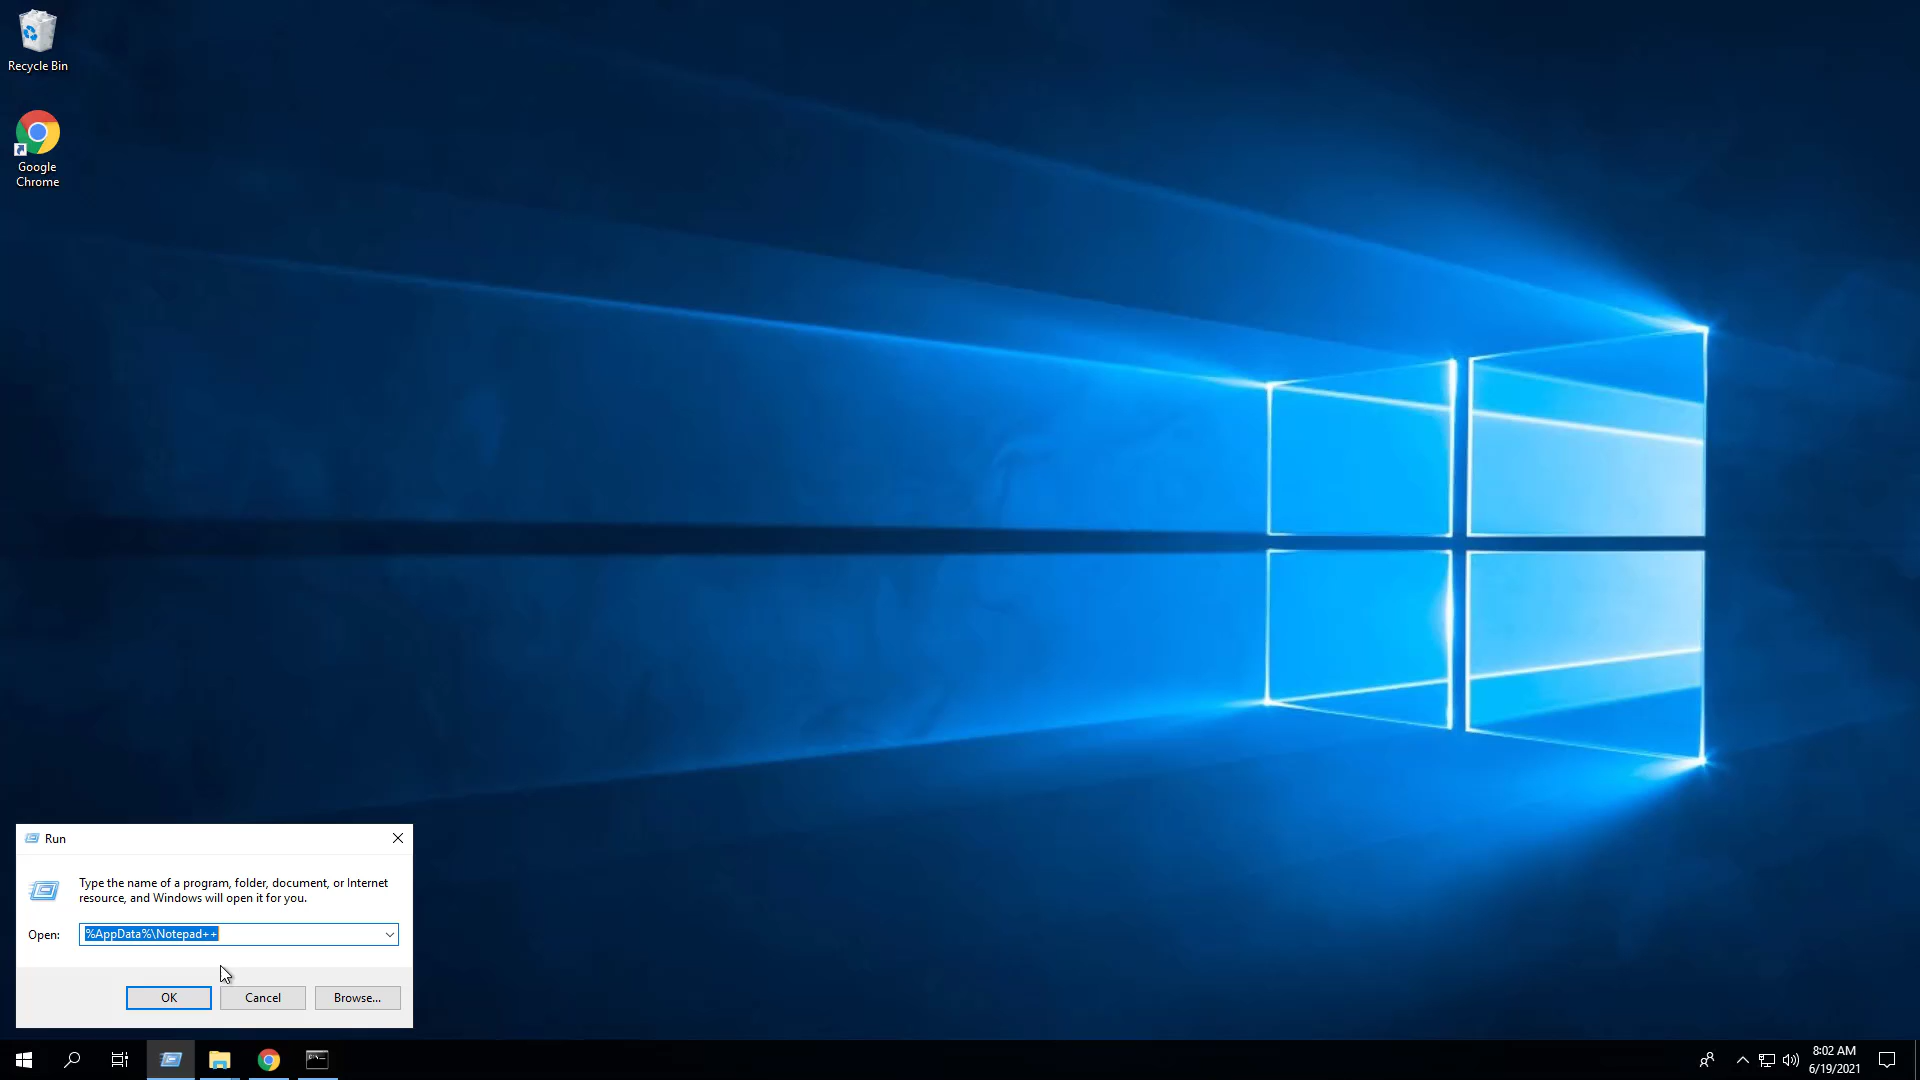 Recycle Bin
Google
Chrome
Run
Type the name of a program, folder, document, or Internet
resource, and Windows will open it for you.
Open:
%AppData%\Notepad++
OK
Cancel
Browse...
8:02 AM
6/19/2021